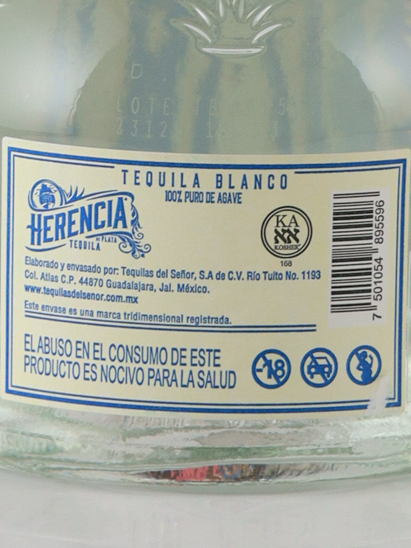 TEQUILA BLANCO
100% PURO DE AGAVE
HERENCIA
DE PLATA
TEQUILA
KA
NN
KOSHER
168
Elaborado y envasado por: Tequilas del Señor, S.A de C.V. Río Tuito No. 1193
Col. Atlas C.P. 44870 Guadalajara, Jal. México.
www.tequilasdelsenor.com.mx
Este envase es una marca tridimensional registrada.
EL ABUSO EN EL CONSUMO DE ESTE
PRODUCTO ES NOCIVO PARA LA SALUD
-18
7 501054 895596